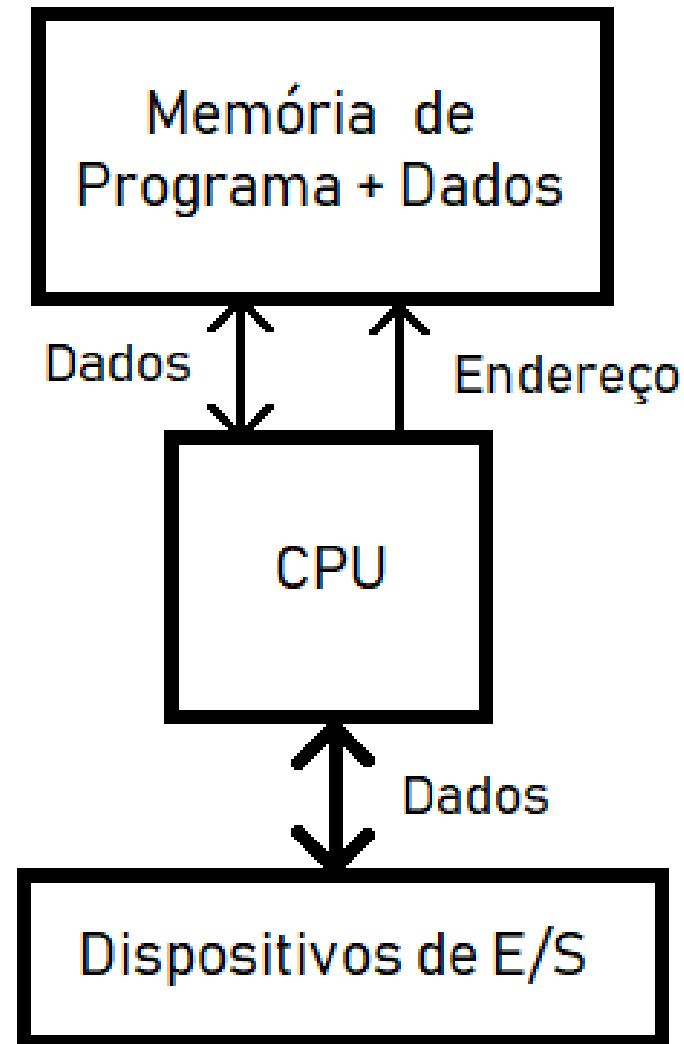 Memória de
Programa + Dados
Dados
Endereço
CPU
Dados
Dispositivos de E/S